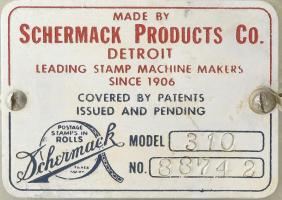 MADE BY
SCHERMACK PRODUCTS CO.
DETROIT
LEADING STAMP MACHINE MAKERS
SINCE 1906
COVERED BY PATENTS
ISSUED AND PENDING
POSTAGE
STAMPS IN
ROLLS
Schermack
MODEL 310
NO. 88742